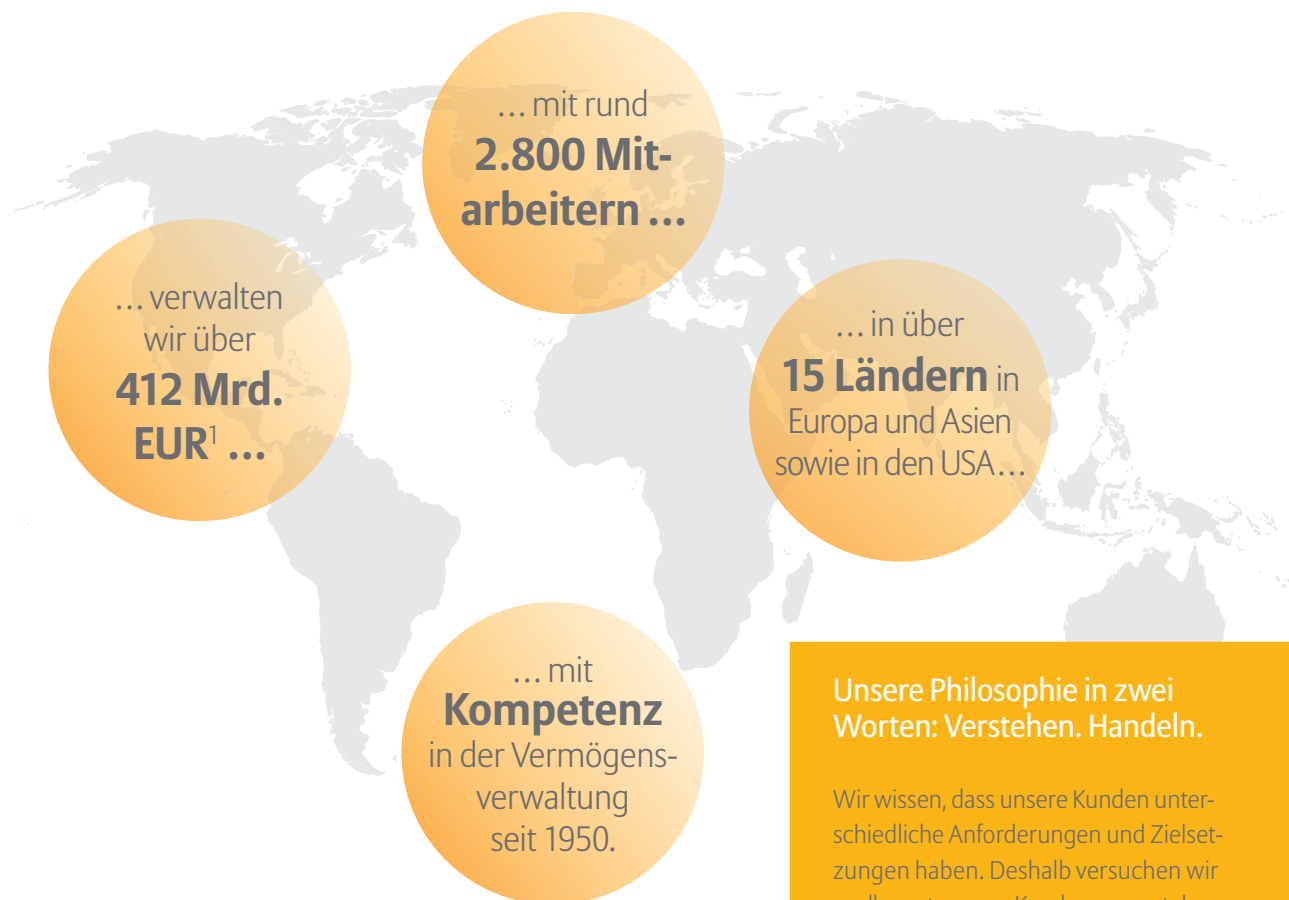 … mit rund
2.800 Mit-
arbeitern …
… verwalten
wir über
412 Mrd.
EUR¹ …
… in über
15 Ländern in
Europa und Asien
sowie in den USA …
… mit
Kompetenz
in der Vermögens-
verwaltung
seit 1950.
Unsere Philosophie in zwei
Worten: Verstehen. Handeln.
Wir wissen, dass unsere Kunden unter-
schiedliche Anforderungen und Zielset-
zungen haben. Deshalb versuchen wir